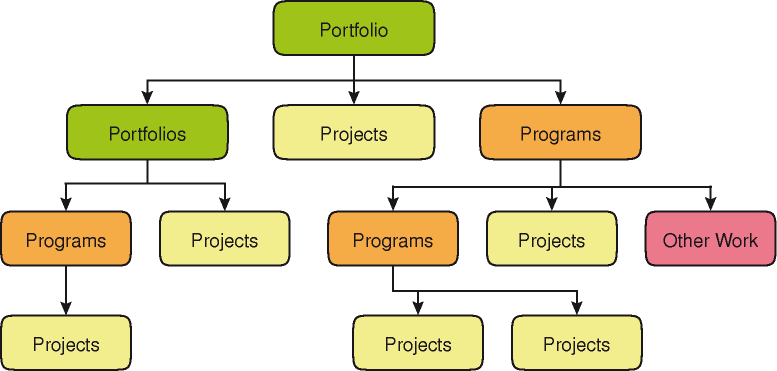 Portfolio
Portfolios
Projects
Programs
Programs
Projects
Programs
Projects
Other Work
Projects
Projects
Projects